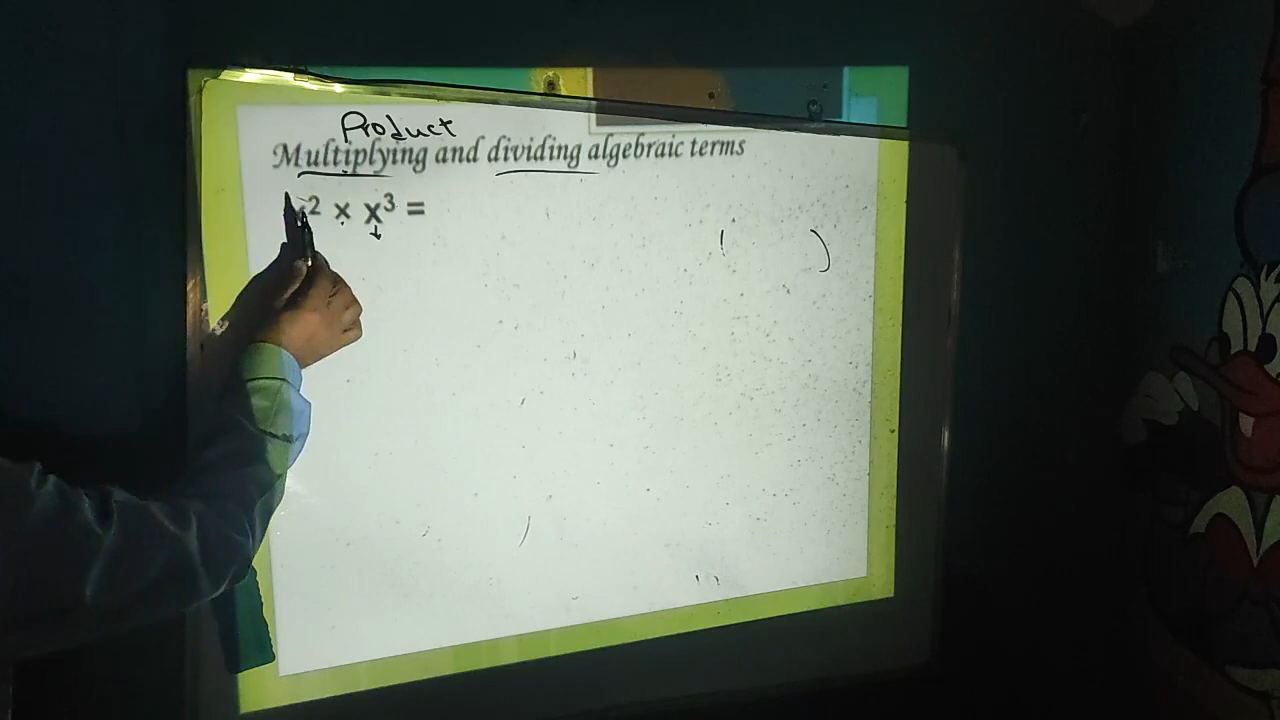 Product
Multiplying and dividing algebraic terms
² × x³ =
( )